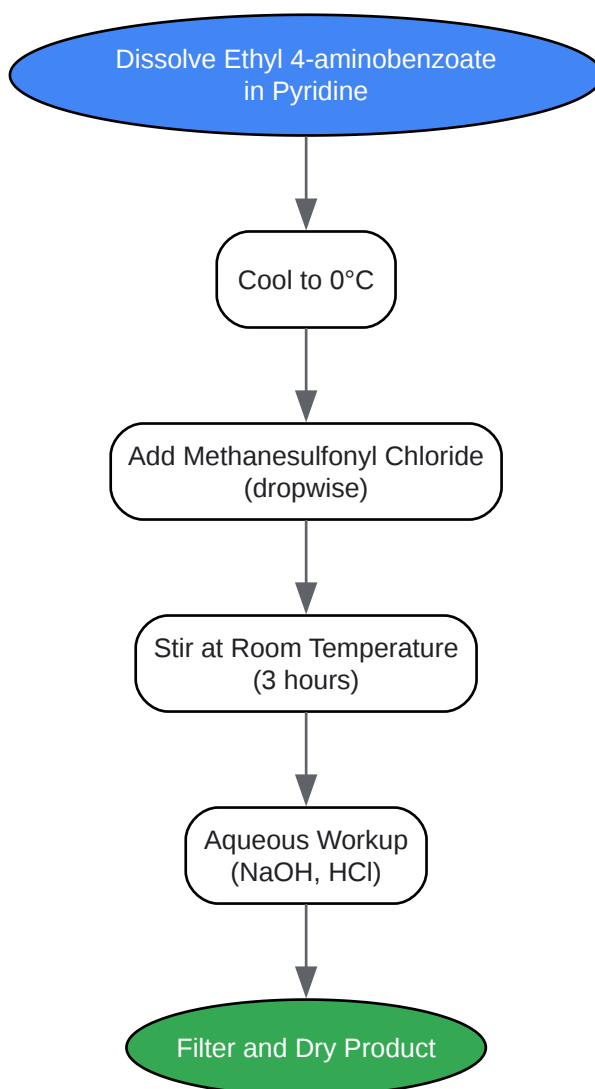 Dissolve Ethyl 4-aminobenzoate
in Pyridine
Cool to 0°C
Add Methanesulfonyl Chloride
(dropwise)
Stir at Room Temperature
(3 hours)
Aqueous Workup
(NaOH, HCl)
Filter and Dry Product